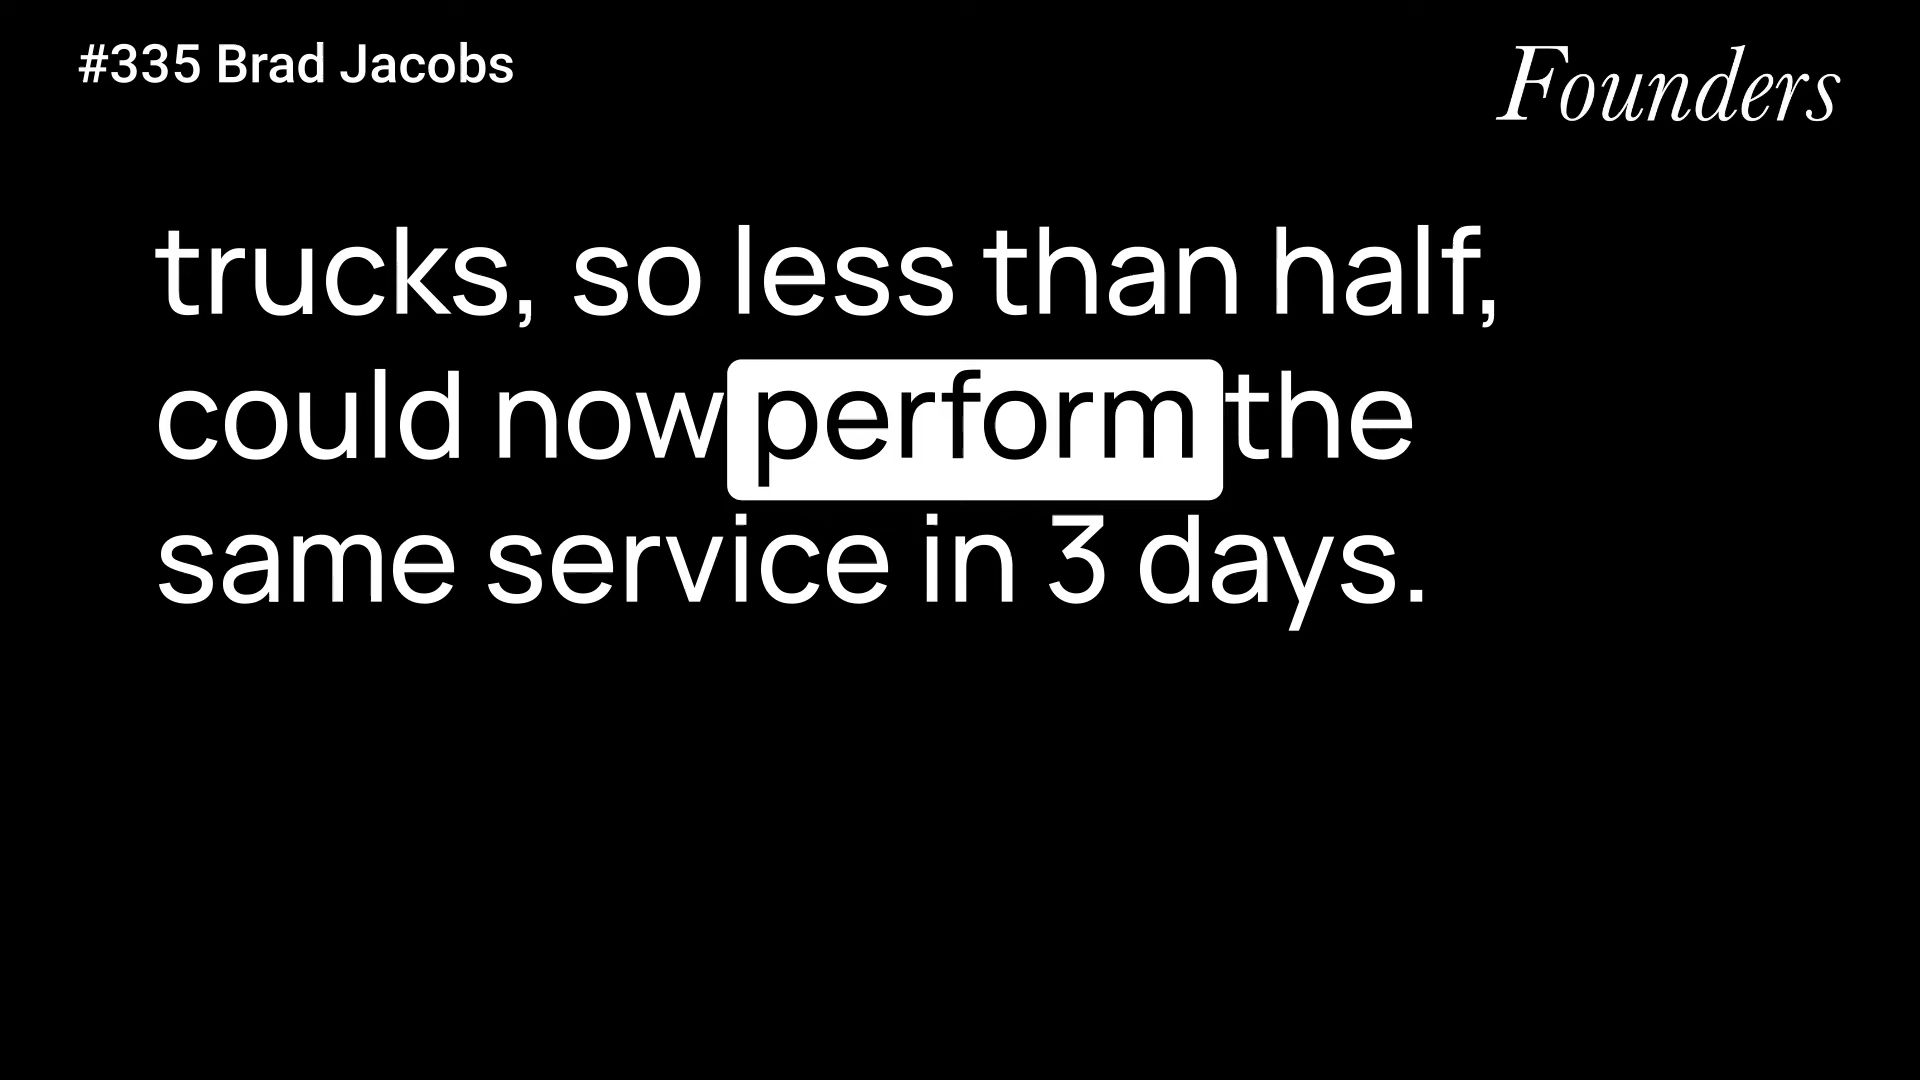 #335 Brad Jacobs
Founders
trucks, so less than half,
could now perform the
same service in 3 days.